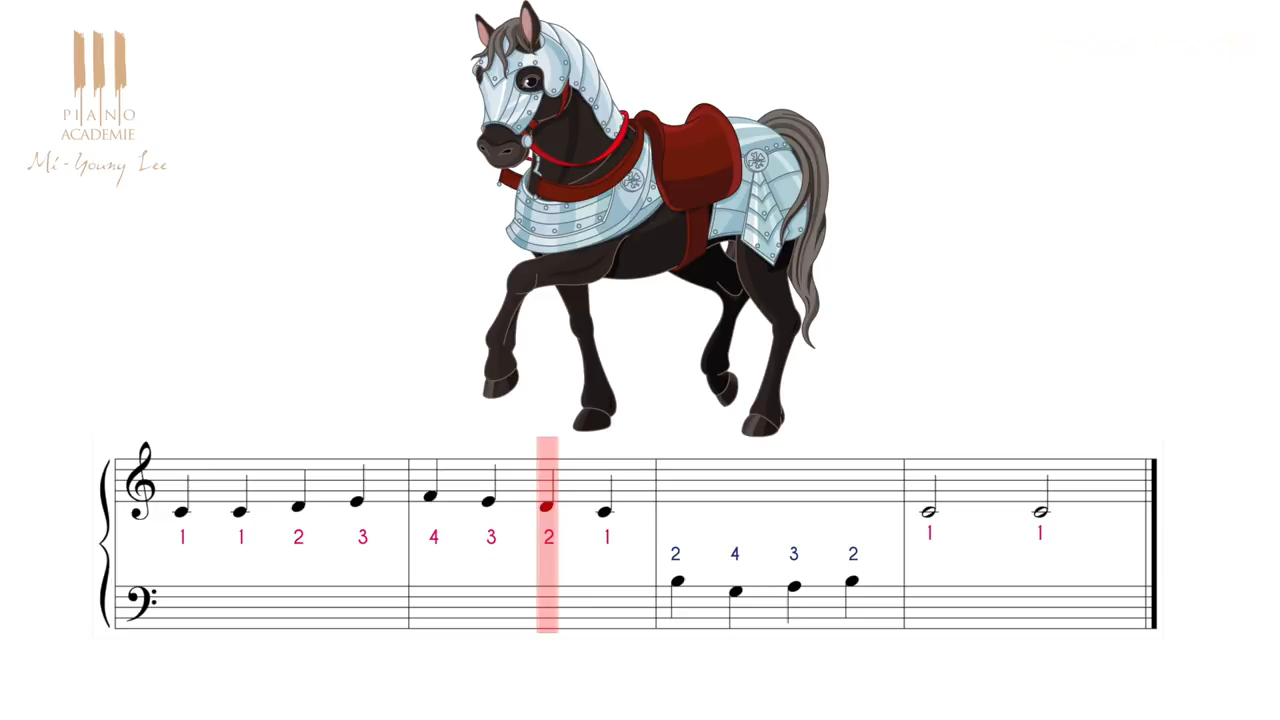 PIANO
ACADEMIE
Mi-Young Lee
1 1 2 3 4 3 2 1 1 1
2 4 3 2